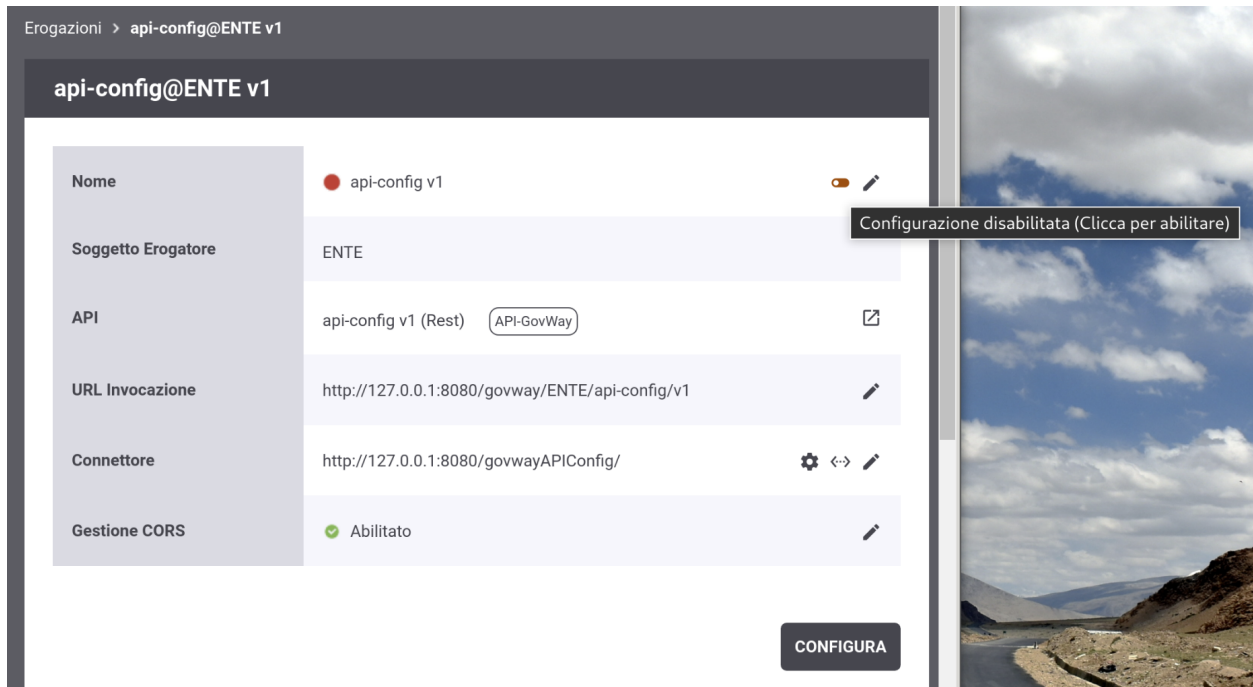 Erogazioni > api-config@ENTE v1
api-config@ENTE v1
Nome api-config v1
Configurazione disabilitata (Clicca per abilitare)
Soggetto Erogatore ENTE
API api-config v1 (Rest) API-GovWay
URL Invocazione http://127.0.0.1:8080/govway/ENTE/api-config/v1
Connettore http://127.0.0.1:8080/govwayAPIConfig/
Gestione CORS Abilitato
CONFIGURA